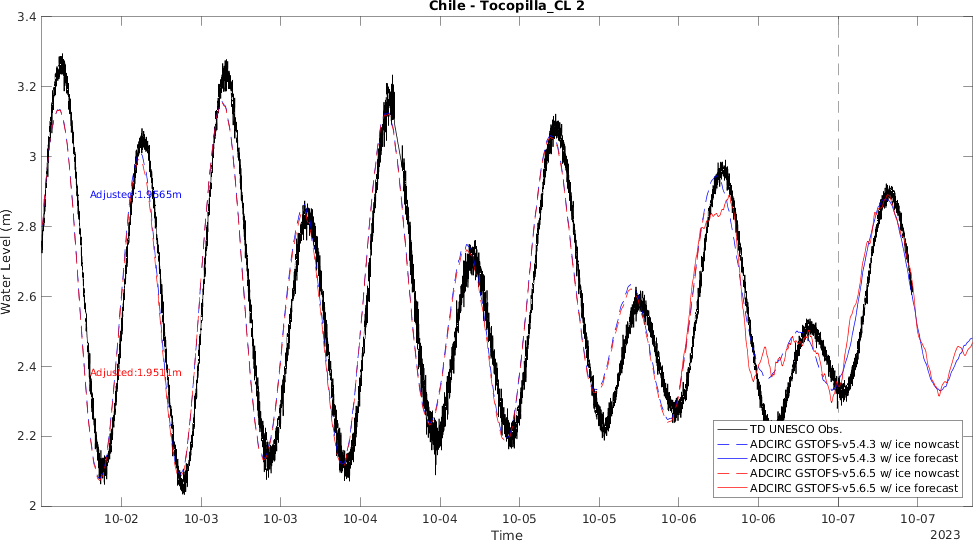 Chile - Tocopilla_CL 2
3.4
3.2
3
2.8
2.6
2.4
2.2
2
Water Level (m)
Adjusted:1.9565m
Adjusted:1.9511m
TD UNESCO Obs.
ADCIRC GSTOFS-v5.4.3 w/ ice nowcast
ADCIRC GSTOFS-v5.4.3 w/ ice forecast
ADCIRC GSTOFS-v5.6.5 w/ ice nowcast
ADCIRC GSTOFS-v5.6.5 w/ ice forecast
10-02 10-03 10-03 10-04 10-04 10-05 10-05 10-06 10-06 10-07 10-07
Time
2023